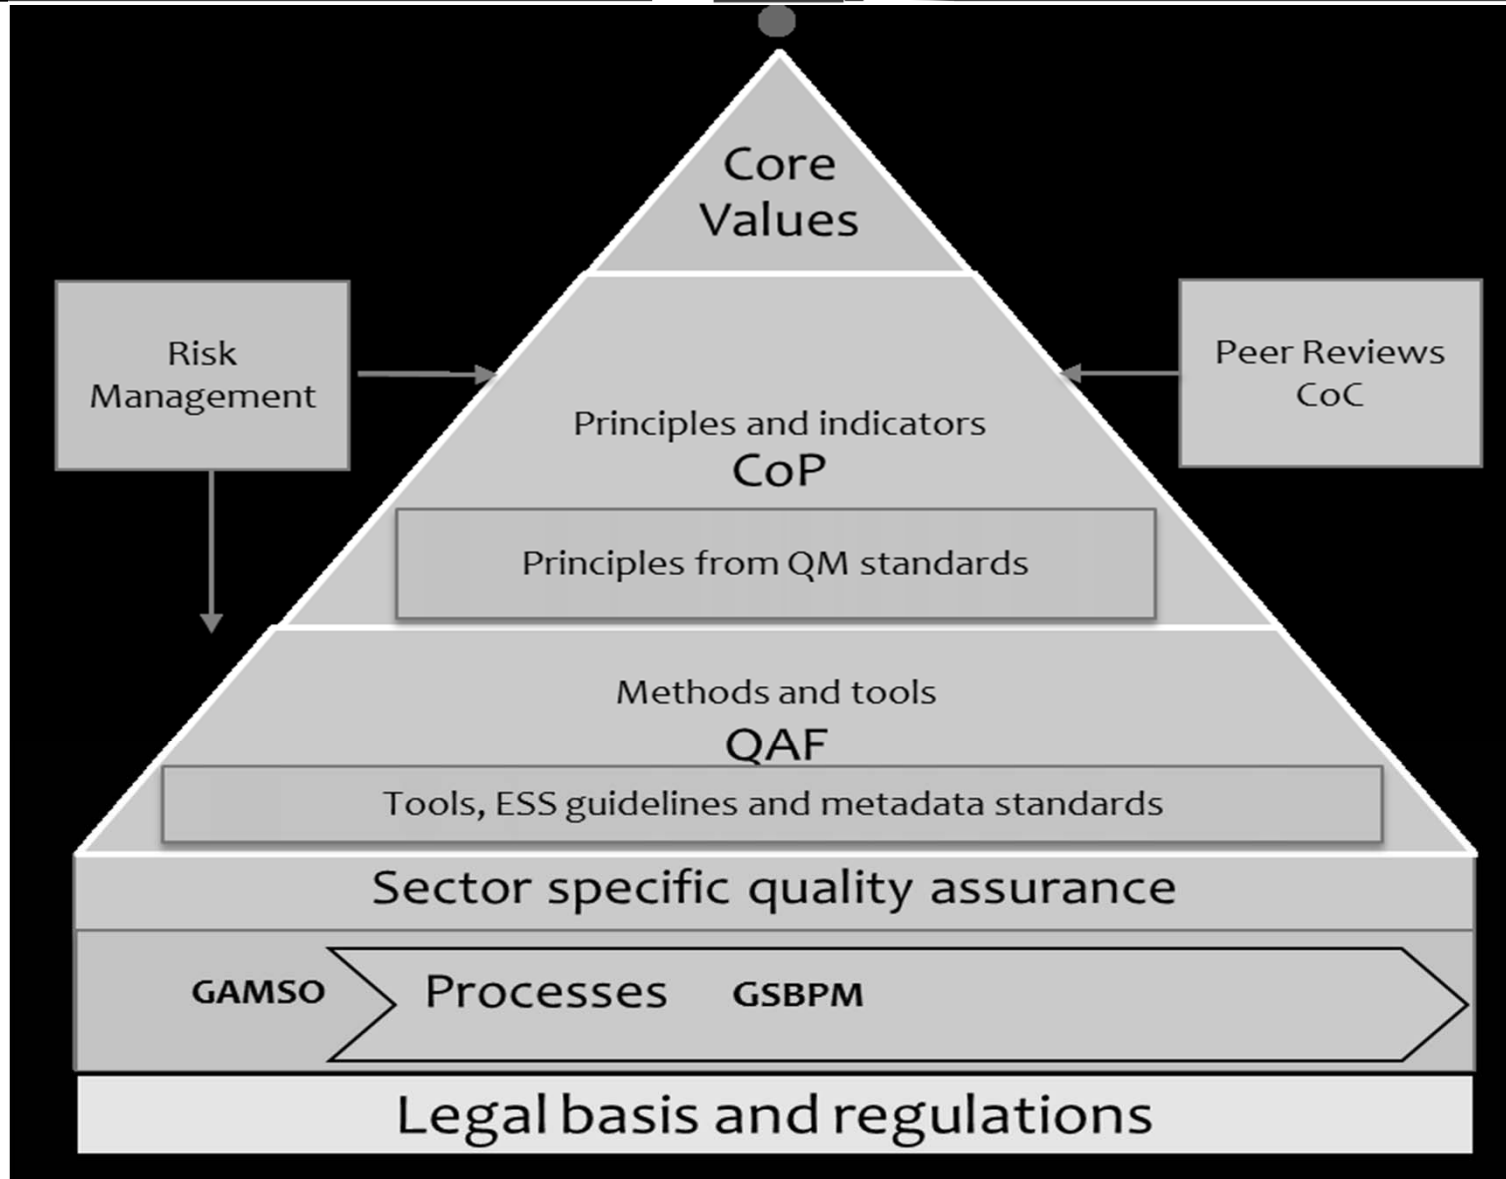 Core
Values
Risk
Management
Peer Reviews
CoC
Principles and indicators
CoP
Principles from QM standards
Methods and tools
QAF
Tools, ESS guidelines and metadata standards
Sector specific quality assurance
GAMSO Processes GSBPM
Legal basis and regulations